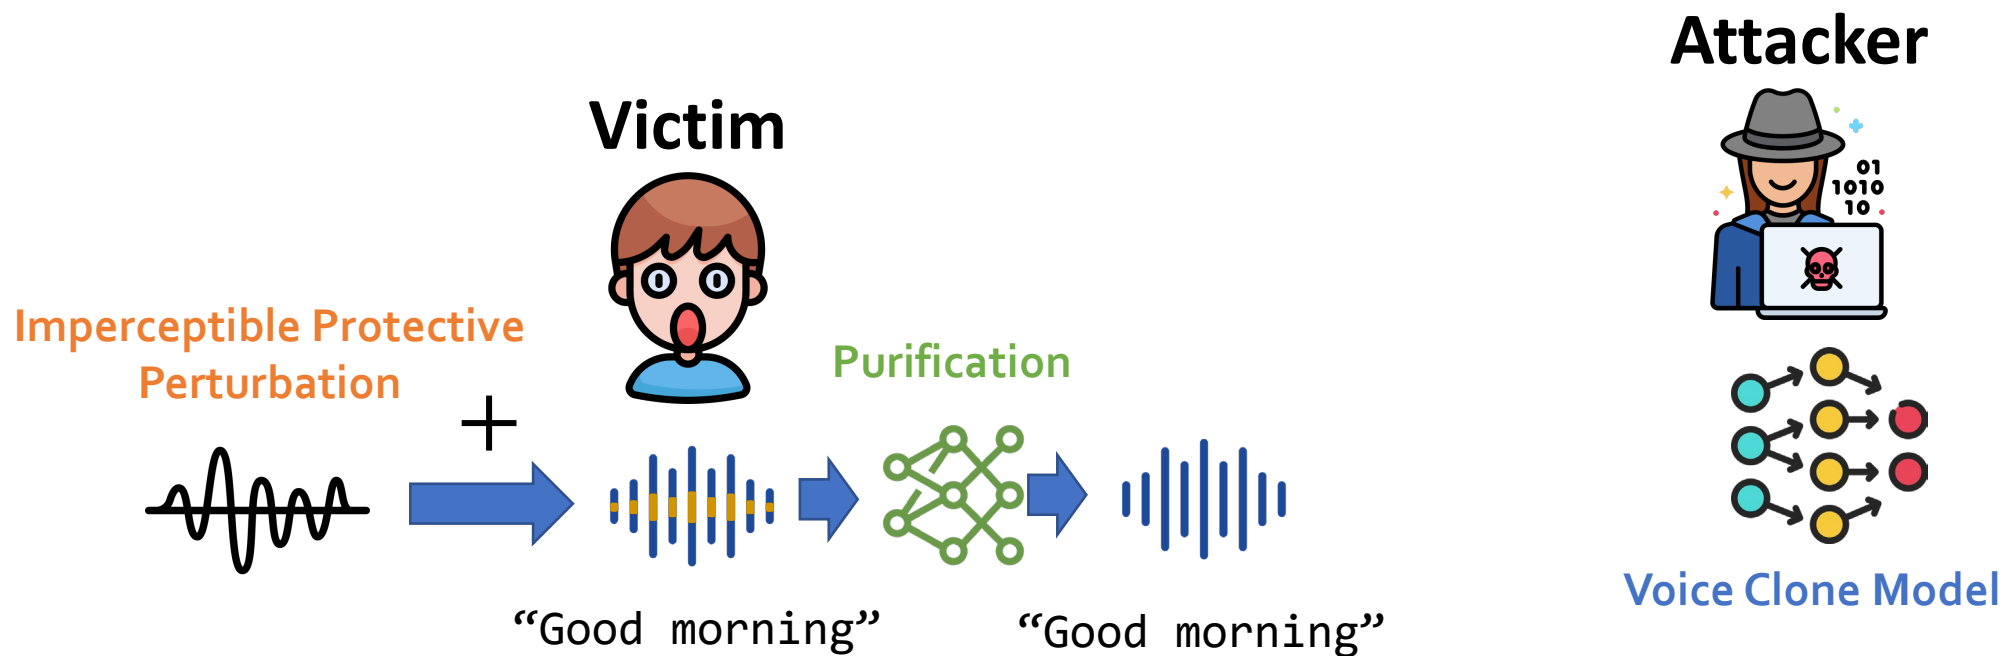 Attacker
Victim
01
1010
10
Imperceptible Protective
Perturbation
+
Purification
“Good morning”
“Good morning”
Voice Clone Model